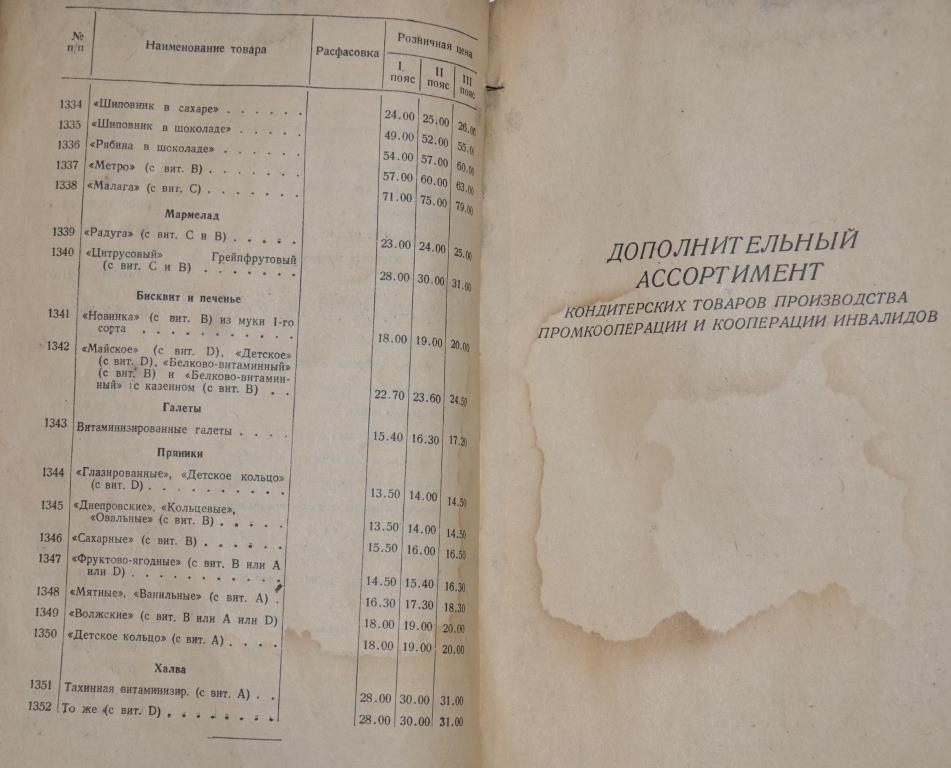 № п/п Наименование товара Расфасовка Розничная цена
I пояс II пояс III пояс
1334 «Шиповник в сахаре» . . . . . . 24.00 25.00 26.00
1335 «Шиповник в шоколаде» . . . . . 49.00 52.00 55.00
1336 «Рябина в шоколаде» . . . . . . 54.00 57.00 60.00
1337 «Метро» (с вит. В) . . . . . . . 57.00 60.00 63.00
1338 «Малага» (с вит. С) . . . . . . . 71.00 75.00 79.00
Мармелад
1339 «Радуга» (с вит. С и В) . . . . . 23.00 24.00 25.00
1340 «Цитрусовый» Грейпфрутовый
(с вит. С и В) . . . . . . . 28.00 30.00 31.00
Бисквит и печенье
1341 «Новинка» (с вит. В) из муки 1-го
сорта . . . . . . . . . . . 18.00 19.00 20.00
1342 «Майское» (с вит. D), «Детское»
(с вит. D), «Белково-витаминный»
(с вит. В) и «Белково-витамин-
ный» с казеином (с вит. В) . . 22.70 23.60 24.50
Галеты
1343 Витаминизированные галеты . . . . 15.40 16.30 17.20
Пряники
1344 «Глазированные», «Детское кольцо»
(с вит. D) . . . . . . . . . . 13.50 14.00 14.50
1345 «Днепровские», «Кольцевые»,
«Овальные» (с вит. В) . . . . . 13.50 14.00 14.50
1346 «Сахарные» (с вит. В) . . . . . . 15.50 16.00 16.50
1347 «Фруктово-ягодные» (с вит. В или А
или D) . . . . . . . . . . . 14.50 15.40 16.30
1348 «Мятные», «Ванильные» (с вит. А) . 16.30 17.30 18.30
1349 «Волжские» (с вит. В или А или D) 18.00 19.00 20.00
1350 «Детское кольцо» (с вит. А) . . . . 18.00 19.00 20.00
Халва
1351 Тахинная витаминизир. (с вит. А) . . 28.00 30.00 31.00
1352 То же (с вит. D) . . . . . . . . 28.00 30.00 31.00
ДОПОЛНИТЕЛЬНЫЙ
АССОРТИМЕНТ
КОНДИТЕРСКИХ ТОВАРОВ ПРОИЗВОДСТВА
ПРОМКООПЕРАЦИИ И КООПЕРАЦИИ ИНВАЛИДОВ